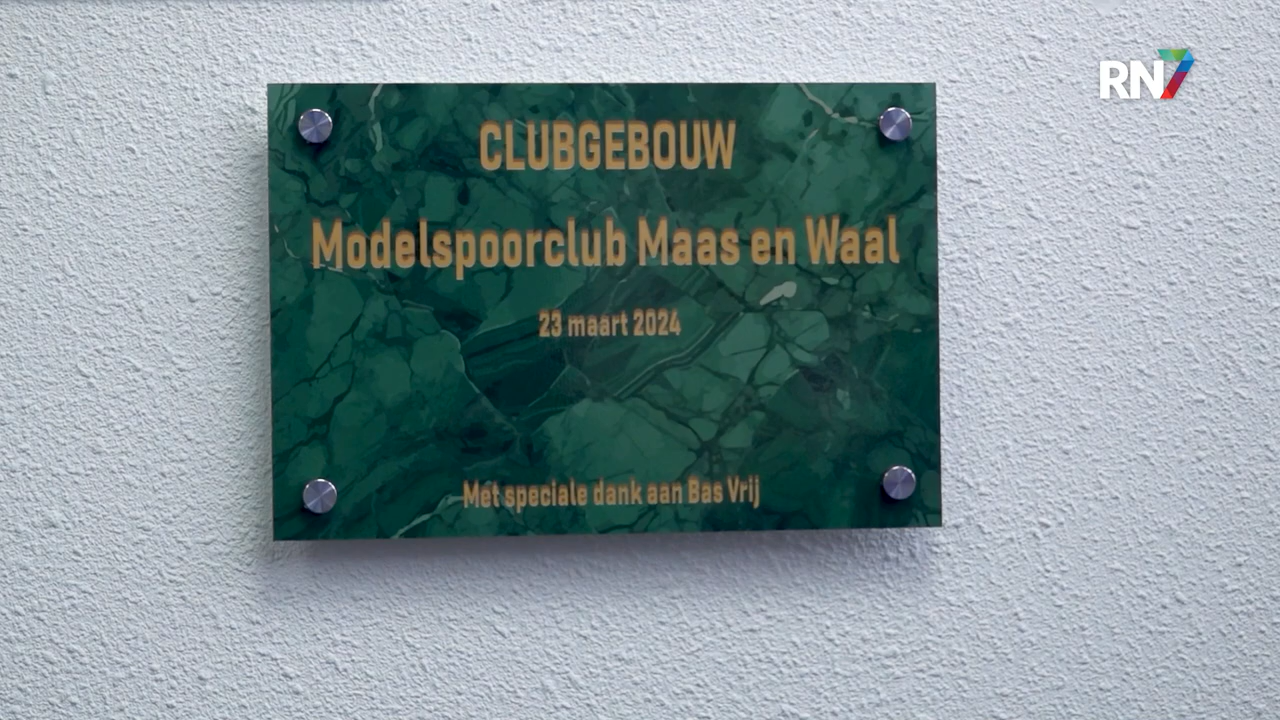 RN7
CLUBGEBOUW
Modelspoorclub Maas en Waal
23 maart 2024
Met speciale dank aan Bas Vrij